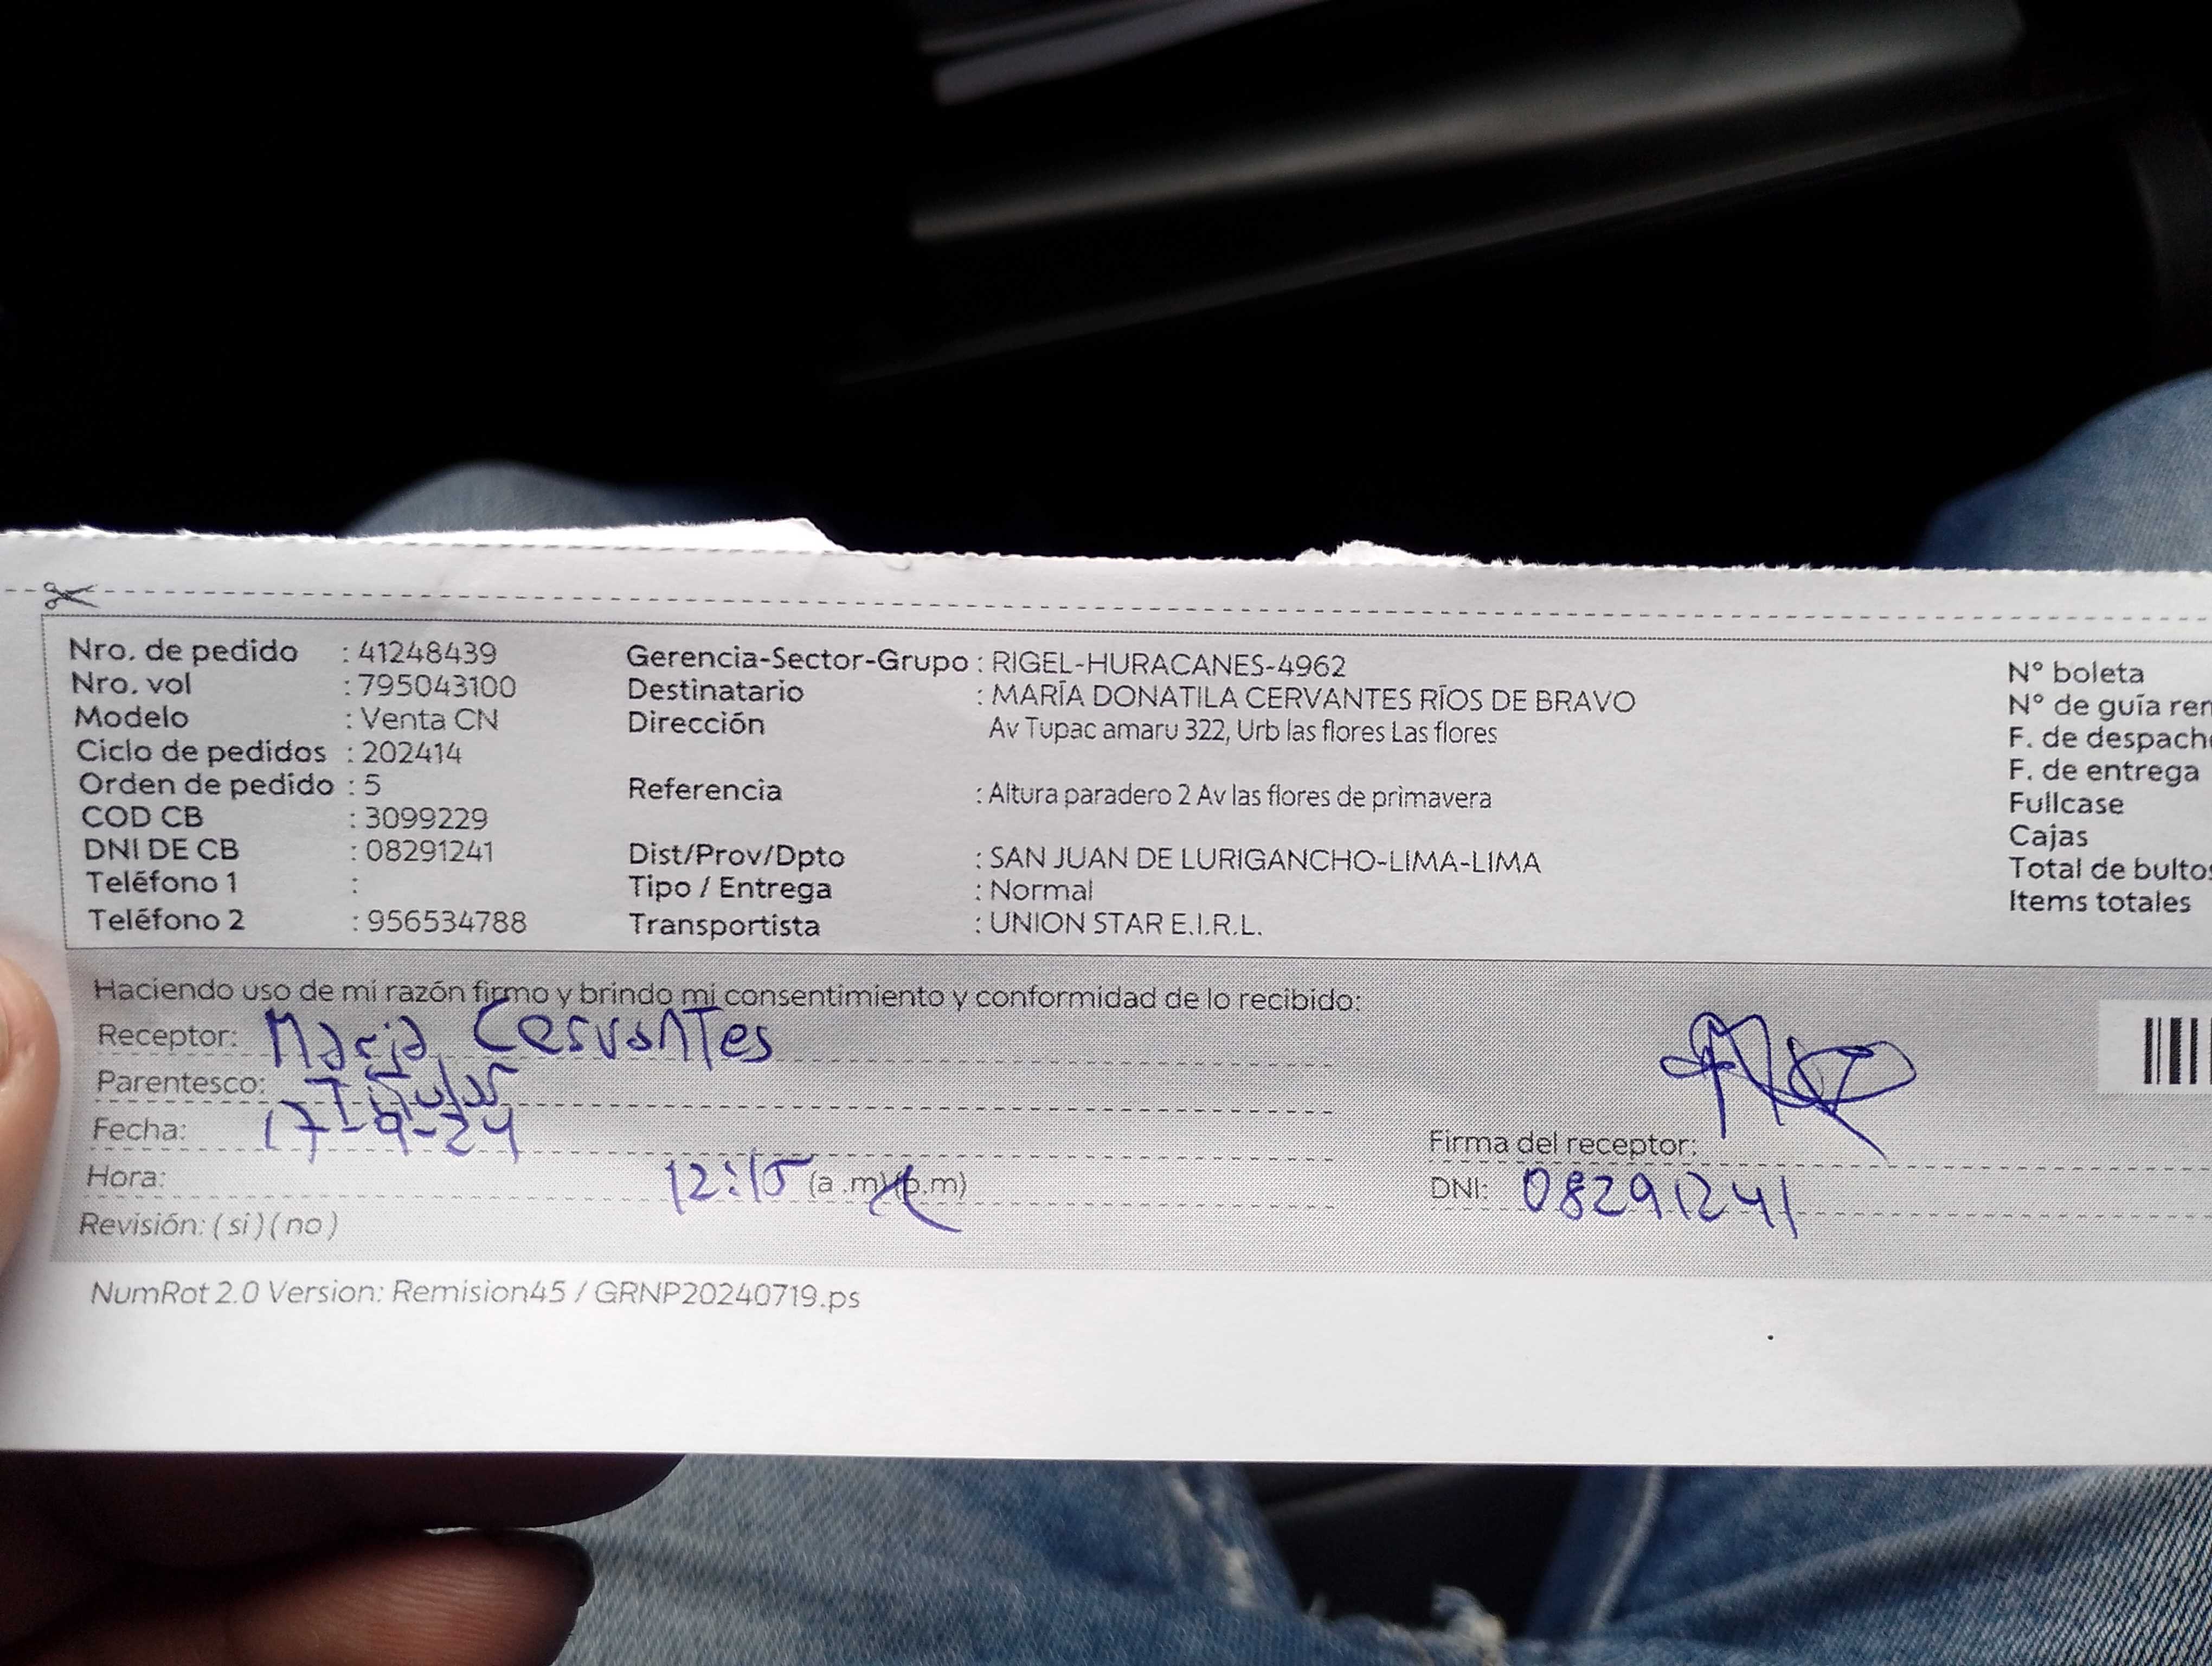 Nro. de pedido : 41248439 Gerencia-Sector-Grupo : RIGEL-HURACANES-4962 N° boleta
Nro. vol : 795043100 Destinatario : MARÍA DONATILA CERVANTES RÍOS DE BRAVO N° de guía rem
Modelo : Venta CN Dirección Av Tupac amaru 322, Urb las flores Las flores F. de despach
Ciclo de pedidos : 202414 F. de entrega
Orden de pedido : 5 Referencia : Altura paradero 2 Av las flores de primavera Fullcase
COD CB : 3099229 Cajas
DNI DE CB : 08291241 Dist/Prov/Dpto : SAN JUAN DE LURIGANCHO-LIMA-LIMA Total de bultos
Teléfono 1 : Tipo / Entrega : Normal Items totales
Teléfono 2 : 956534788 Transportista : UNION STAR E.I.R.L.
Haciendo uso de mi razón firmo y brindo mi consentimiento y conformidad de lo recibido:
Receptor: Maria Cervantes
Parentesco: Titular
Fecha: 17-9-24
Firma del receptor:
Hora: 12:15 (a .m) (p.m) DNI: 08291241
Revisión: ( si ) ( no )
NumRot 2.0 Version: Remision45 / GRNP20240719.ps